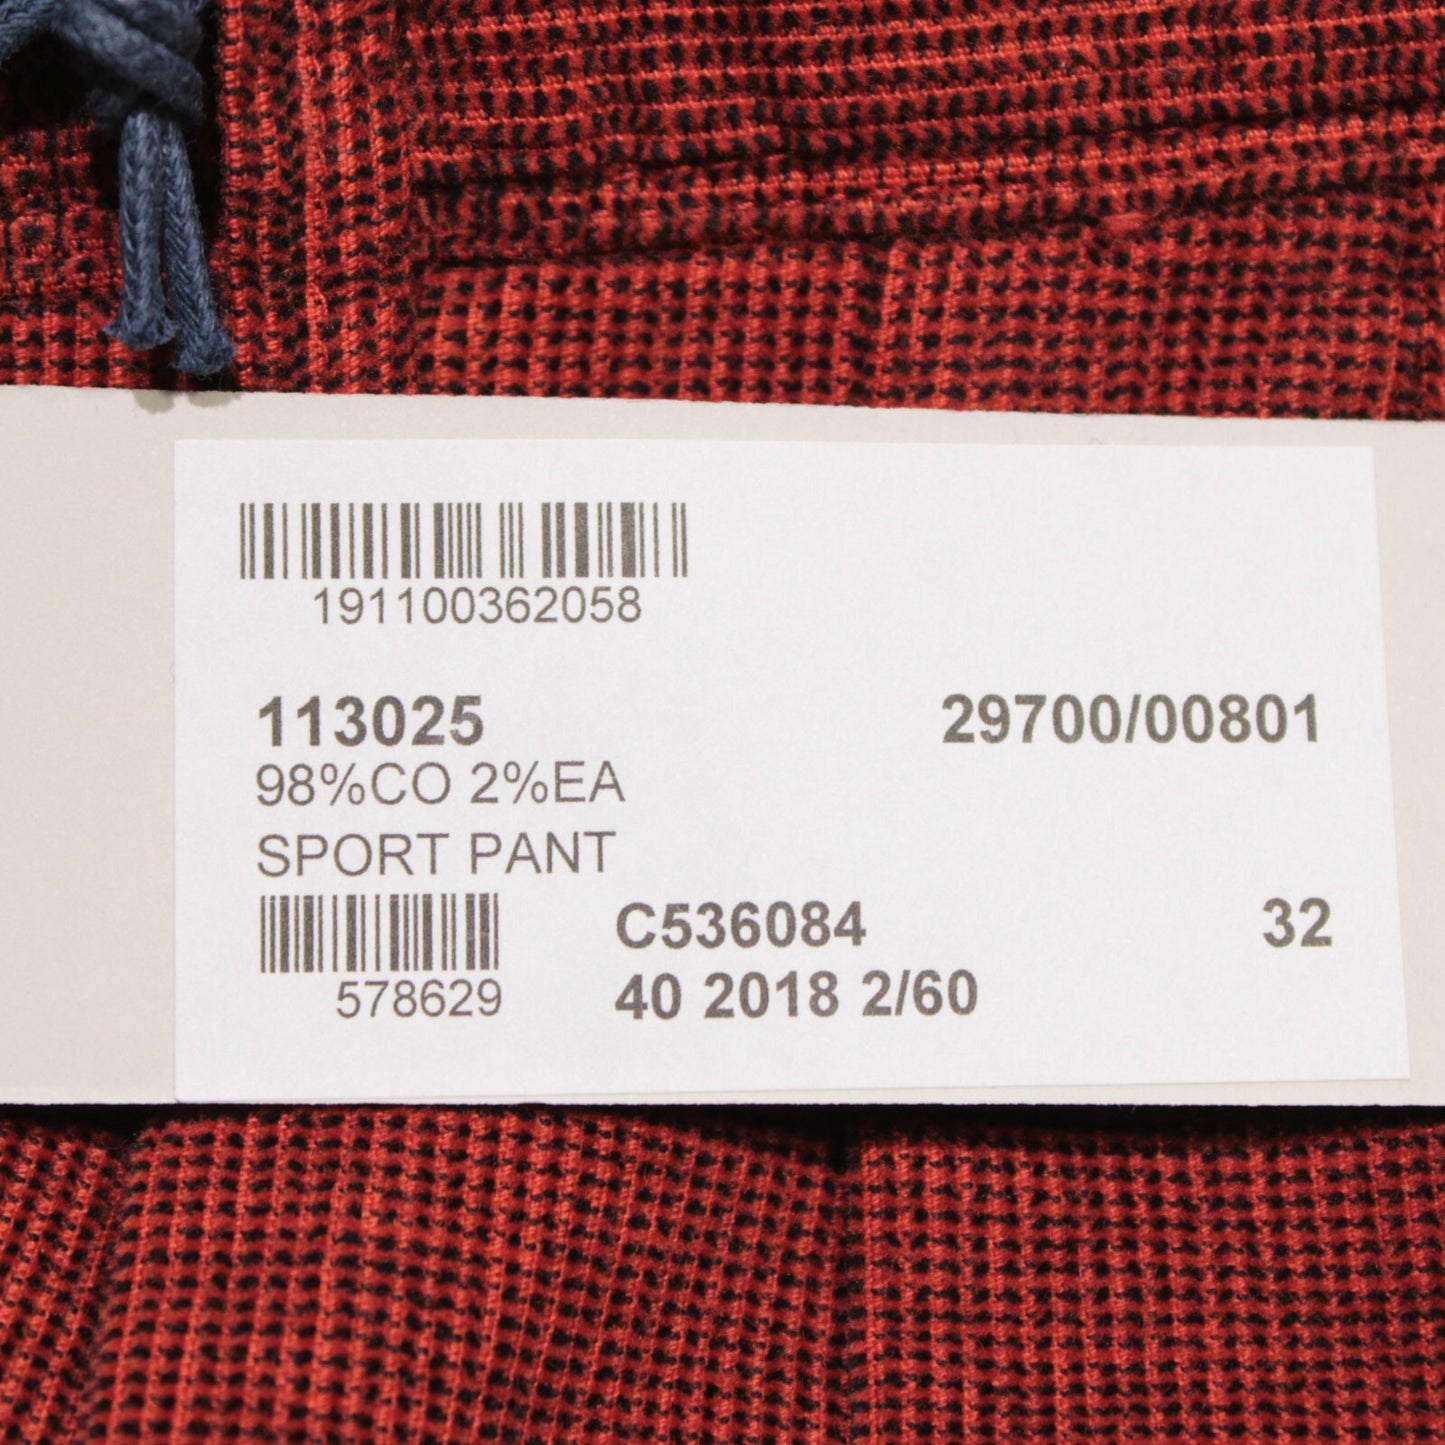 191100362058
113025 29700/00801
98%CO 2%EA
SPORT PANT
C536084 32
578629 40 2018 2/60